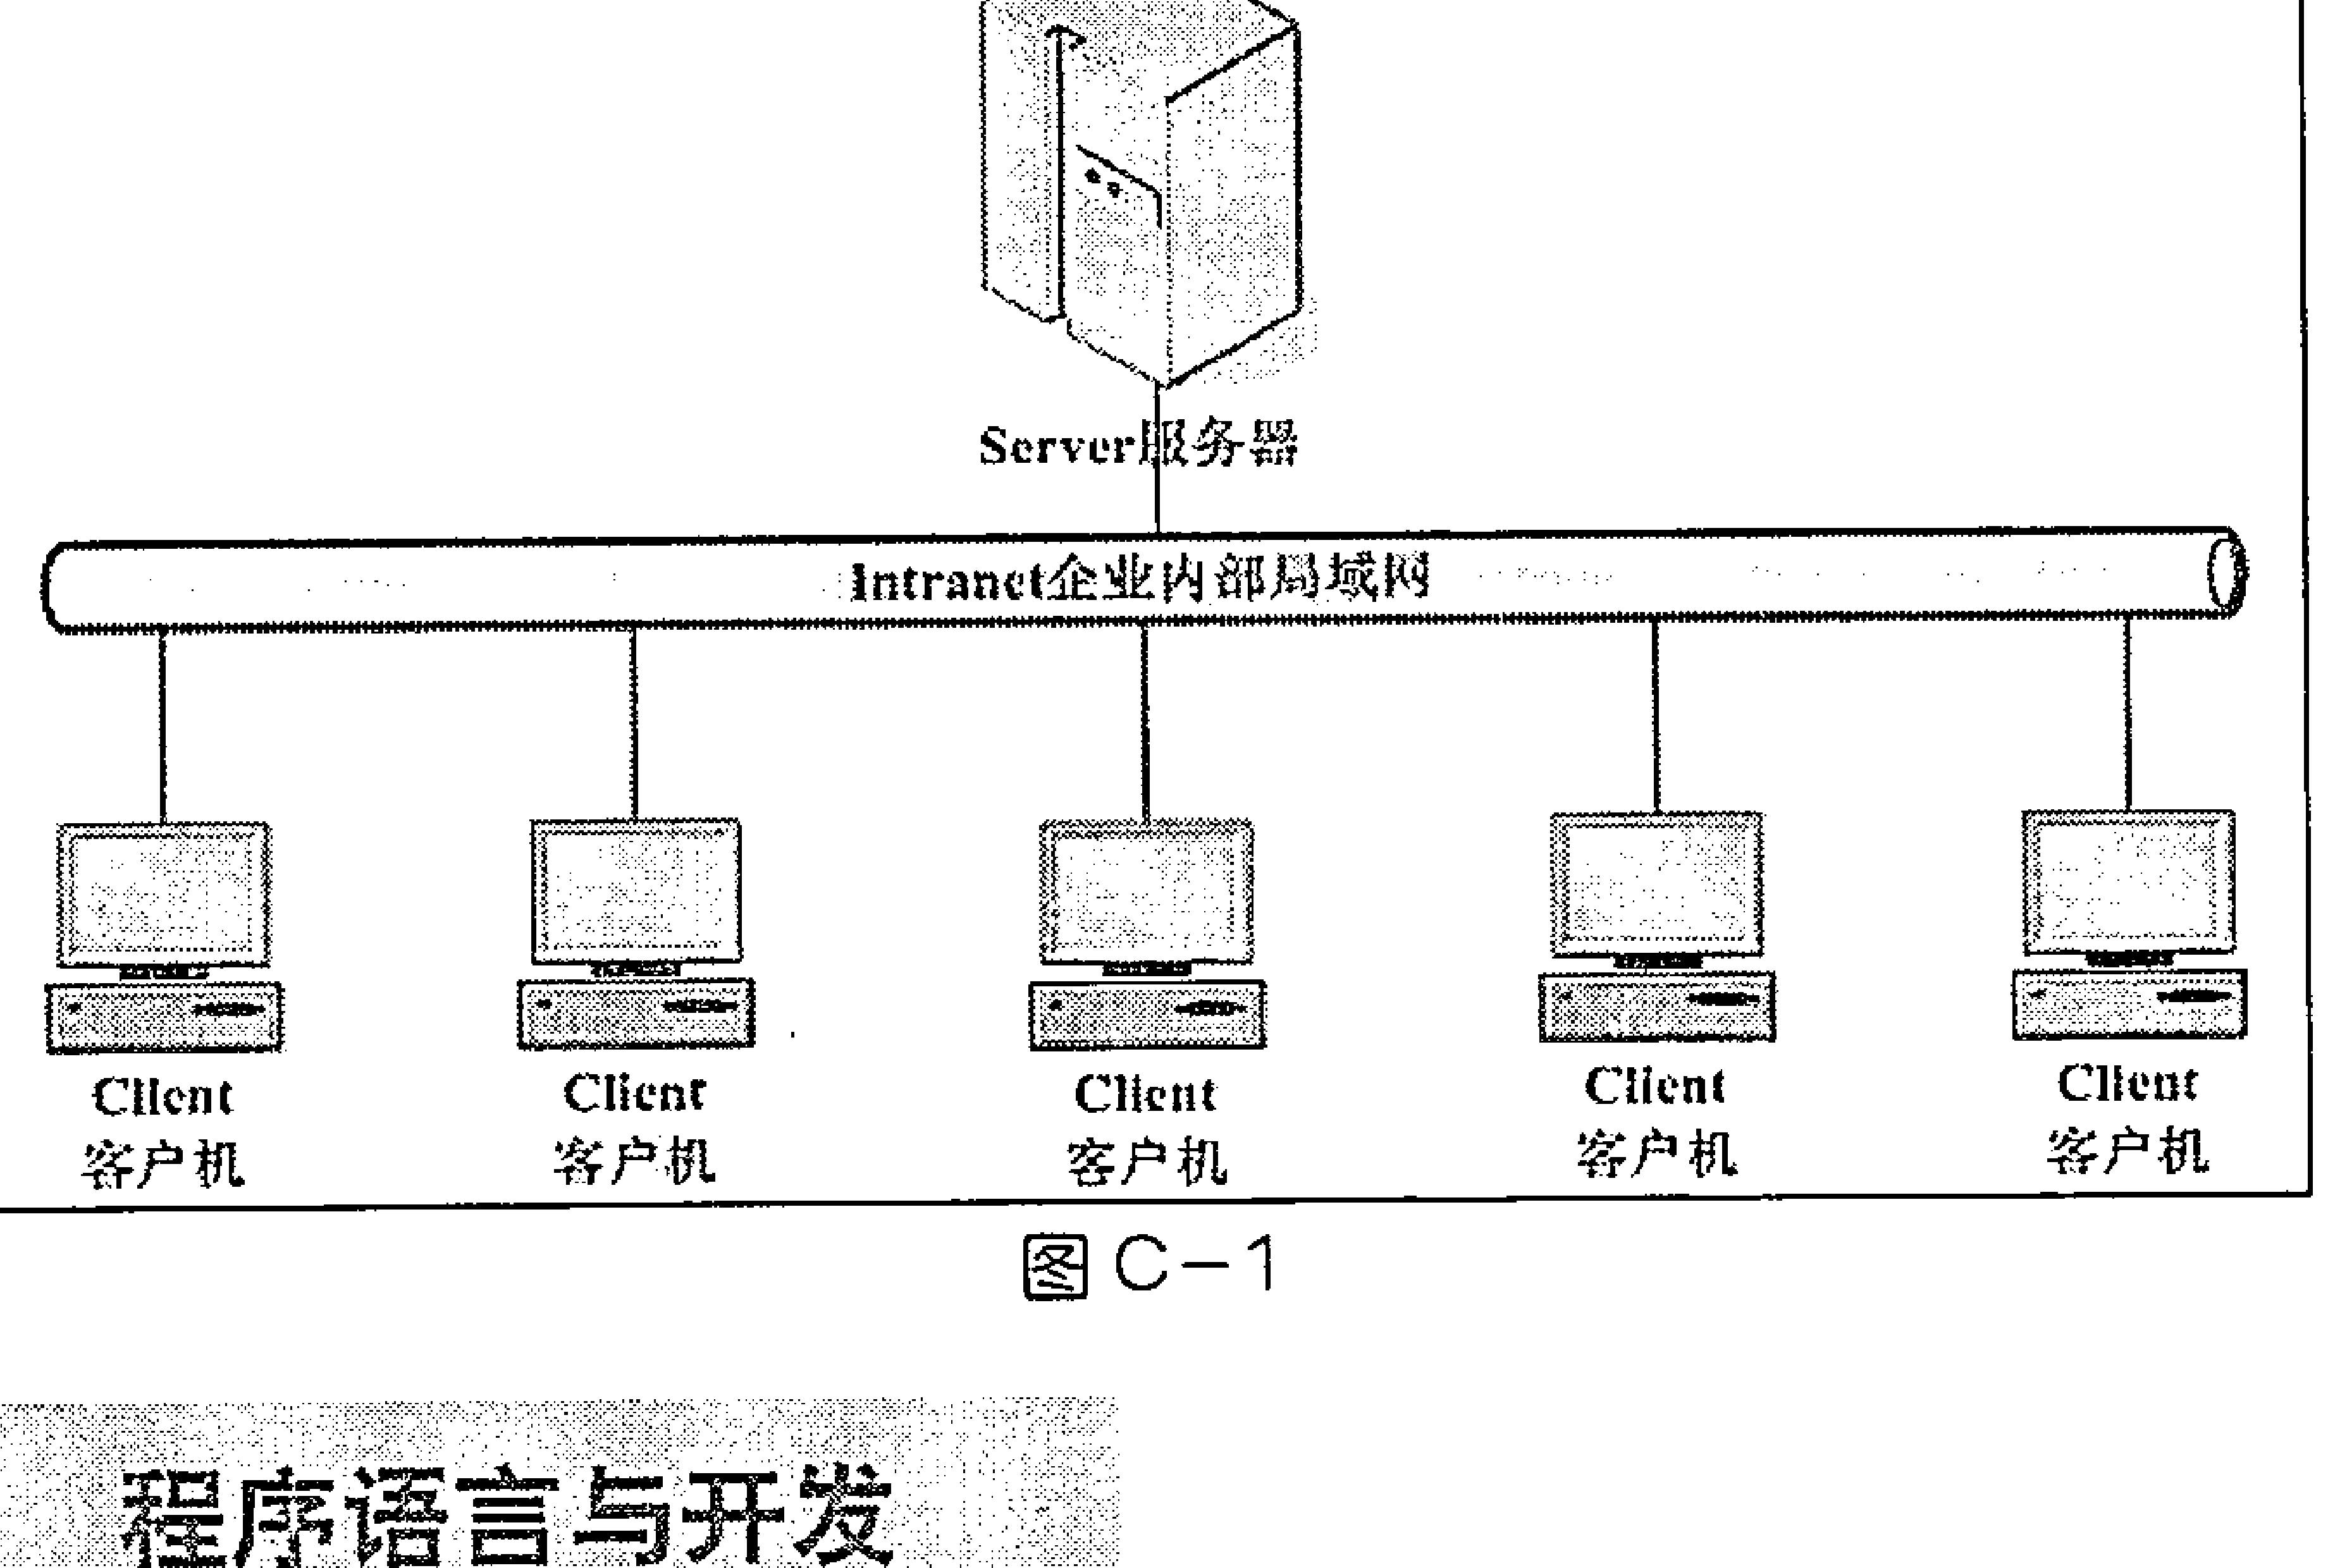 Server服务器
Intranet企业内部局域网
Client Client Client Client Client
客户机 客户机 客户机 客户机 客户机
图 C-1
程序语言与开发